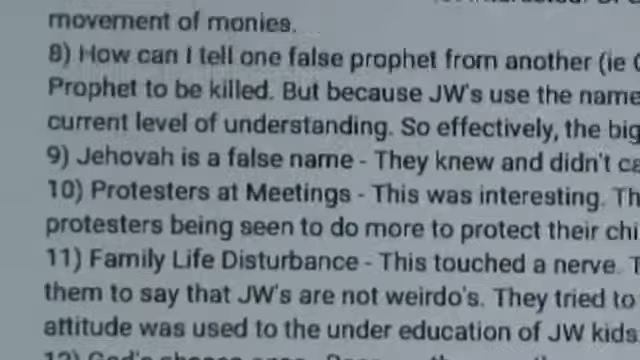 movement of monies.
8) How can I tell one false prophet from another (ie
Prophet to be killed. But because JW's use the name
current level of understanding. So effectively, the big
9) Jehovah is a false name - They knew and didn't
10) Protesters at Meetings - This was interesting.
protesters being seen to do more to protect their
11) Family Life Disturbance - This touched a nerve.
them to say that JW's are not weirdo's. They tried to
attitude was used to the under education of JW kids